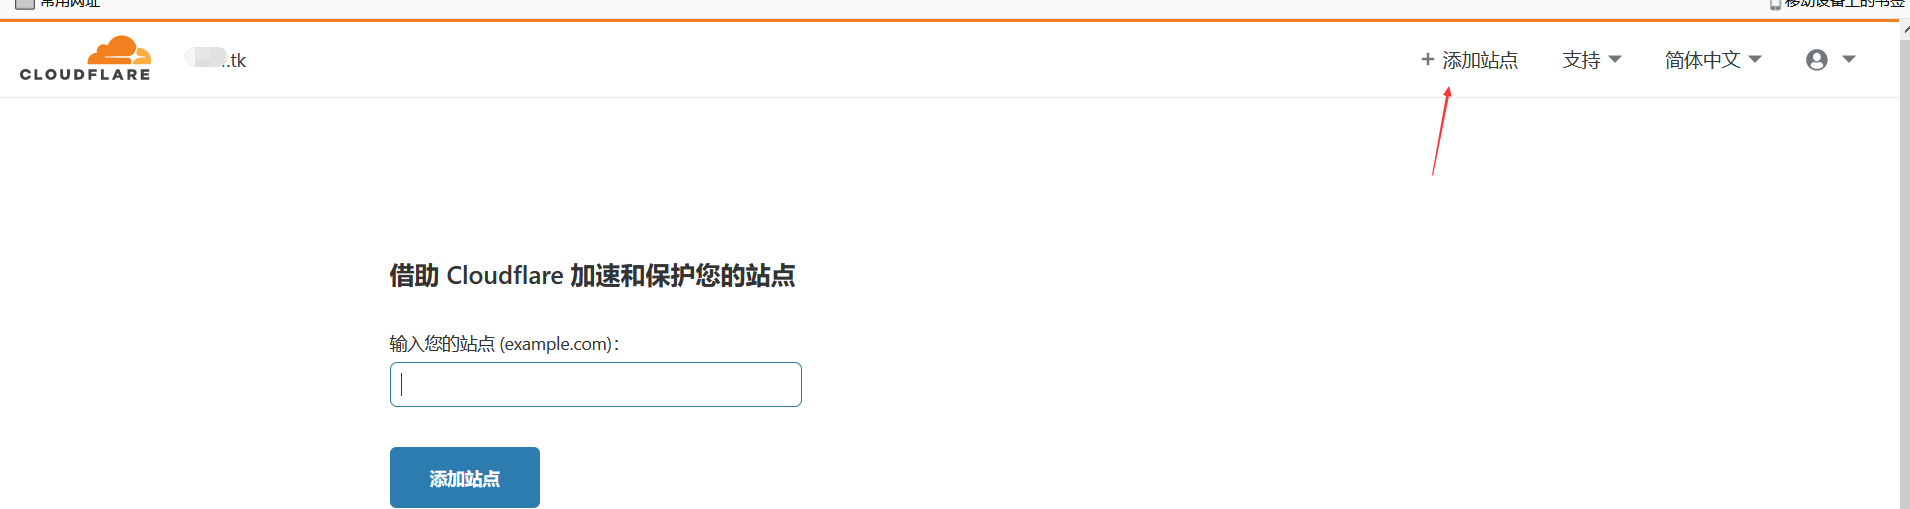 常用网址
移动设备上的书签
CLOUDFLARE
.tk
+ 添加站点
支持
简体中文
借助 Cloudflare 加速和保护您的站点
输入您的站点 (example.com)：
添加站点